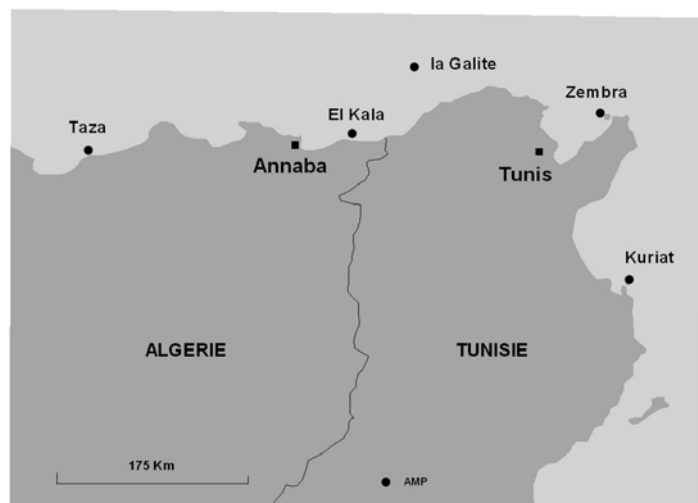 la Galite
Zembra
El Kala
Taza
Annaba
Tunis
Kuriat
ALGERIE
TUNISIE
175 Km
AMP